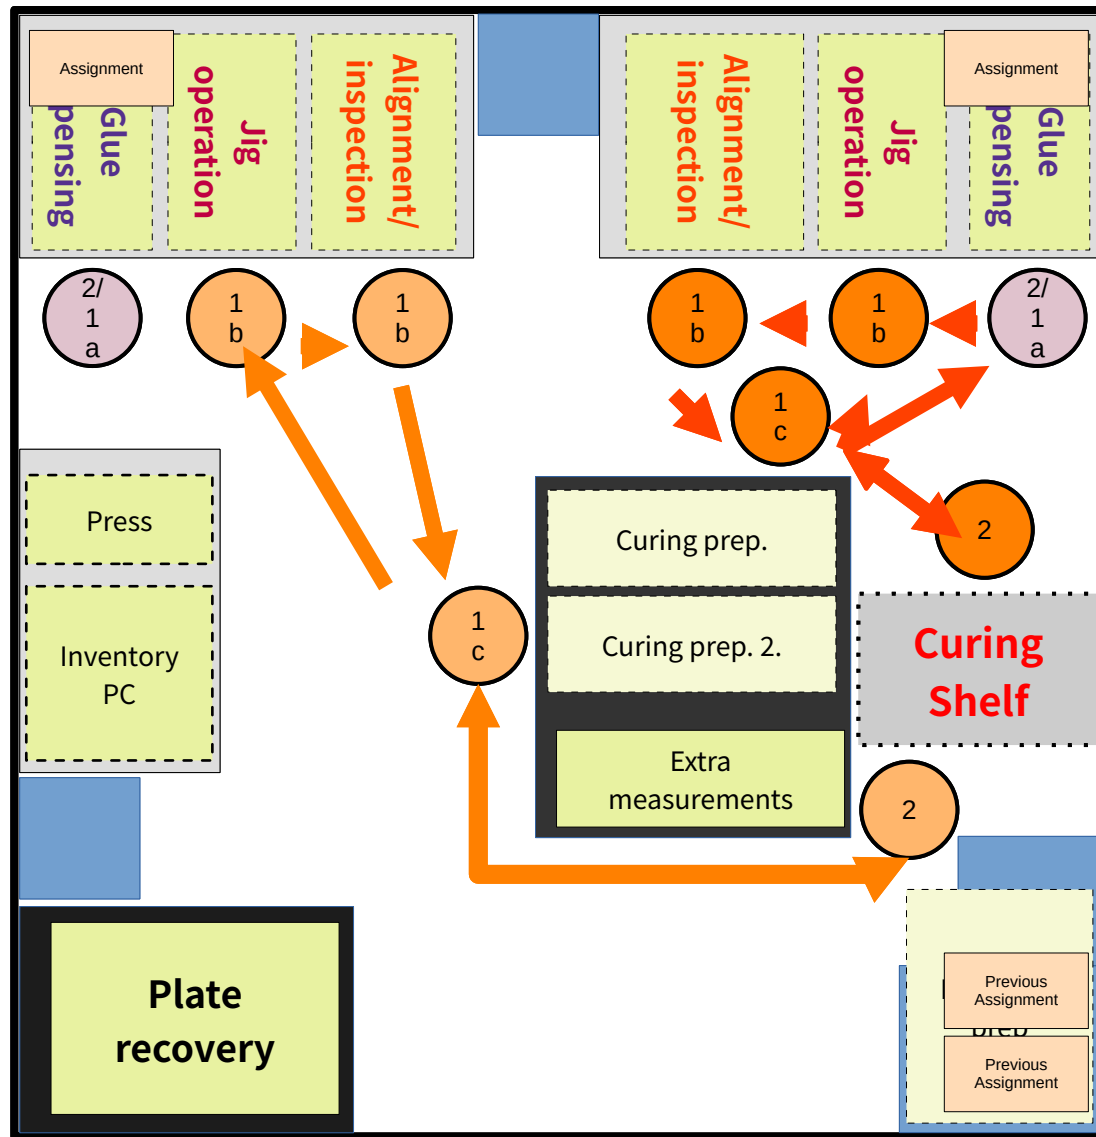 Assignment
Glue
pensing
Jig
operation
Alignment/
inspection
Alignment/
inspection
Jig
operation
Assignment
Glue
pensing
2/
1
a
1
b
1
b
1
b
1
b
2/
1
a
1
c
Press
Inventory
PC
1
c
Curing prep.
Curing prep. 2.
Extra
measurements
2
Curing
Shelf
2
Plate
recovery
Previous
Assignment
prep
Previous
Assignment